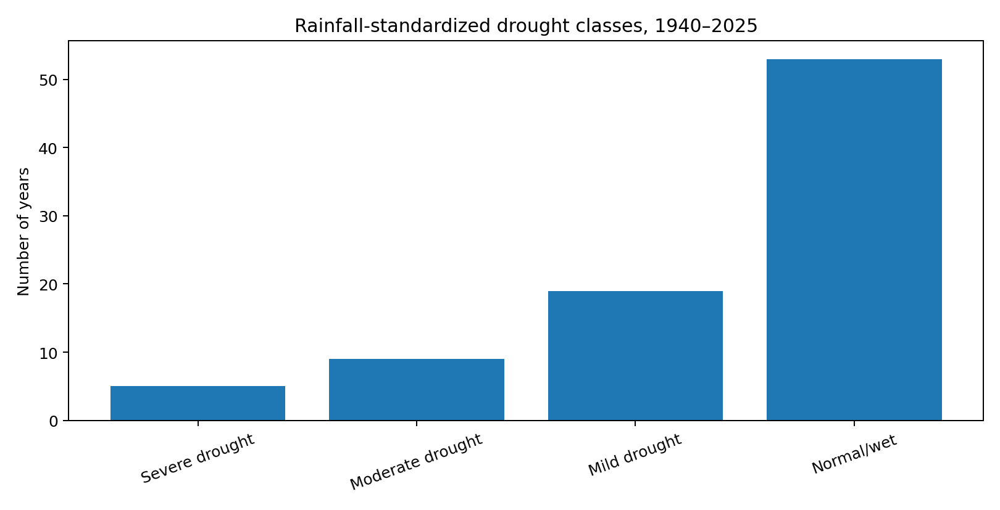 Rainfall-standardized drought classes, 1940–2025
Number of years
50
40
30
20
10
0
Severe drought
Moderate drought
Mild drought
Normal/wet